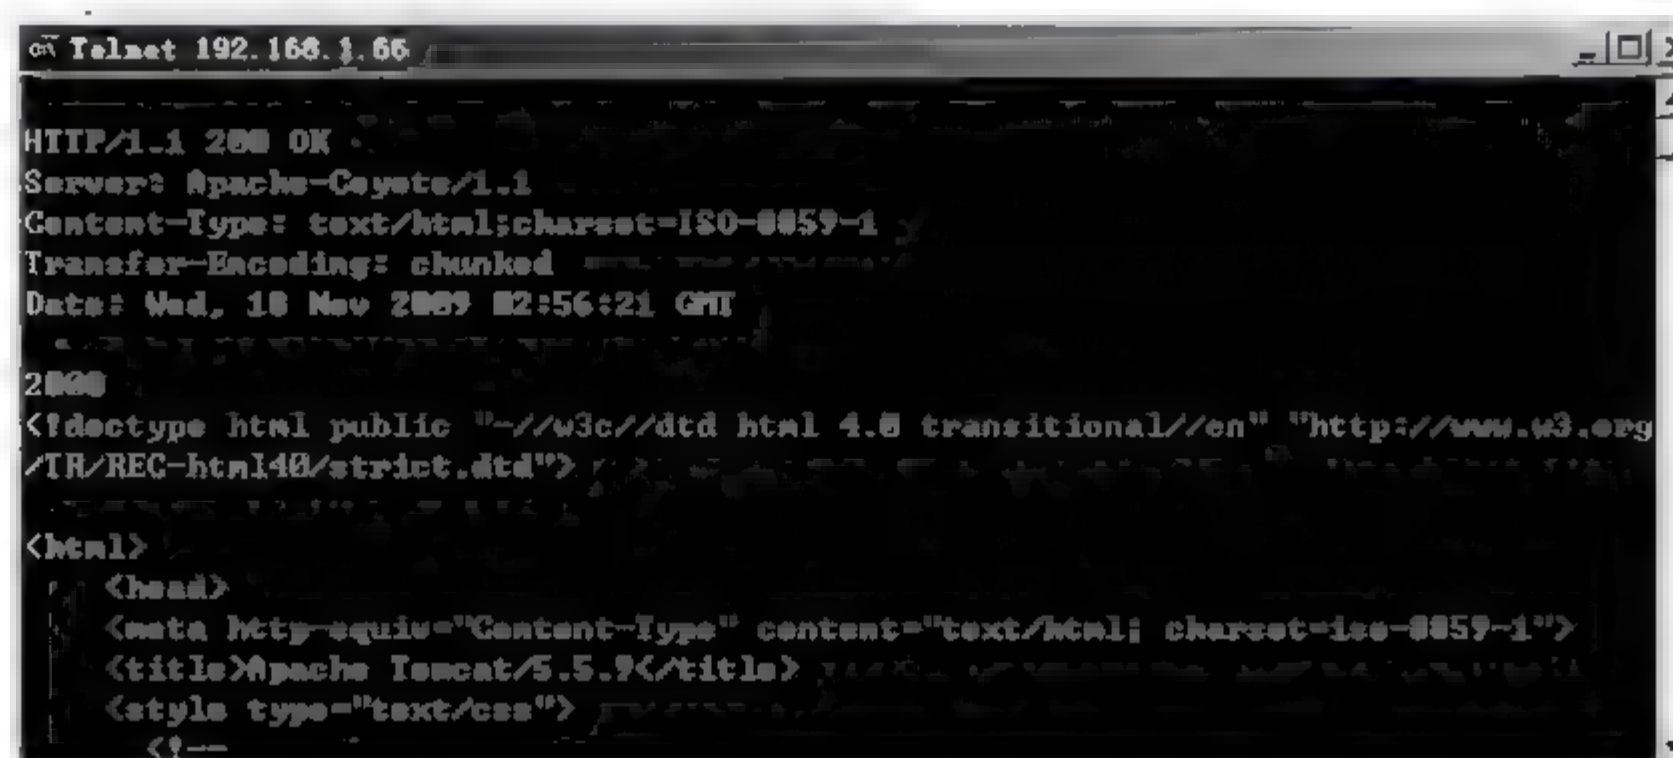 Telnet 192.168.1.66
HTTP/1.1 200 OK
Server: Apache-Coyote/1.1
Content-Type: text/html;charset=ISO-8859-1
Transfer-Encoding: chunked
Date: Wed, 18 Nov 2009 02:56:21 GMT
2000
<!doctype html public "-//w3c//dtd html 4.0 transitional//en" "http://www.w3.org
/TR/REC-html40/strict.dtd">
<html>
<head>
<meta http-equiv="Content-Type" content="text/html; charset=iso-8859-1">
<title>Apache Tomcat/5.5.9</title>
<style type="text/css">
<!--